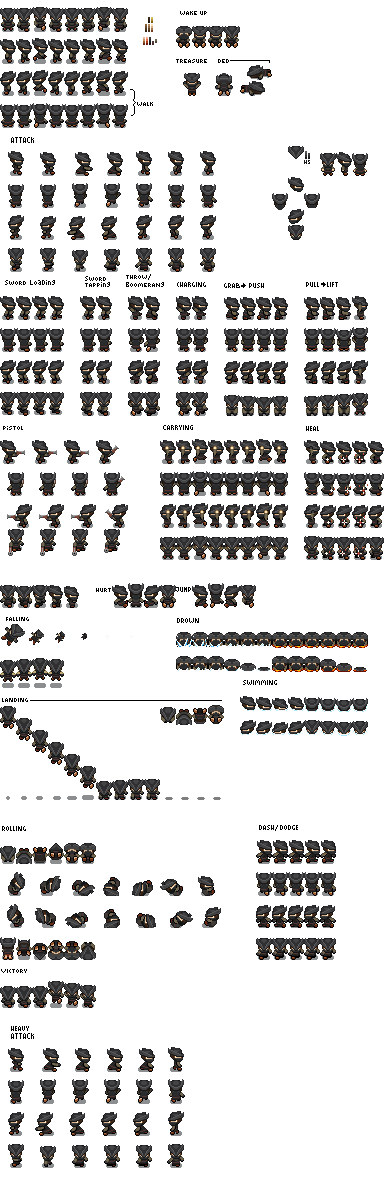 WAKE UP
TREASURE DED
WALK
ATTACK
SWORD LOADING
SWORD TAPPING
THROW/ BOOMERANG
CHARGING
GRAB→ PUSH
PULL→LIFT
PISTOL
CARRYING
HEAL
HURT
JUMP
FALLING
DROWN
SWIMMING
LANDING
ROLLING
DASH/DODGE
VICTORY
HEAVY
ATTACK